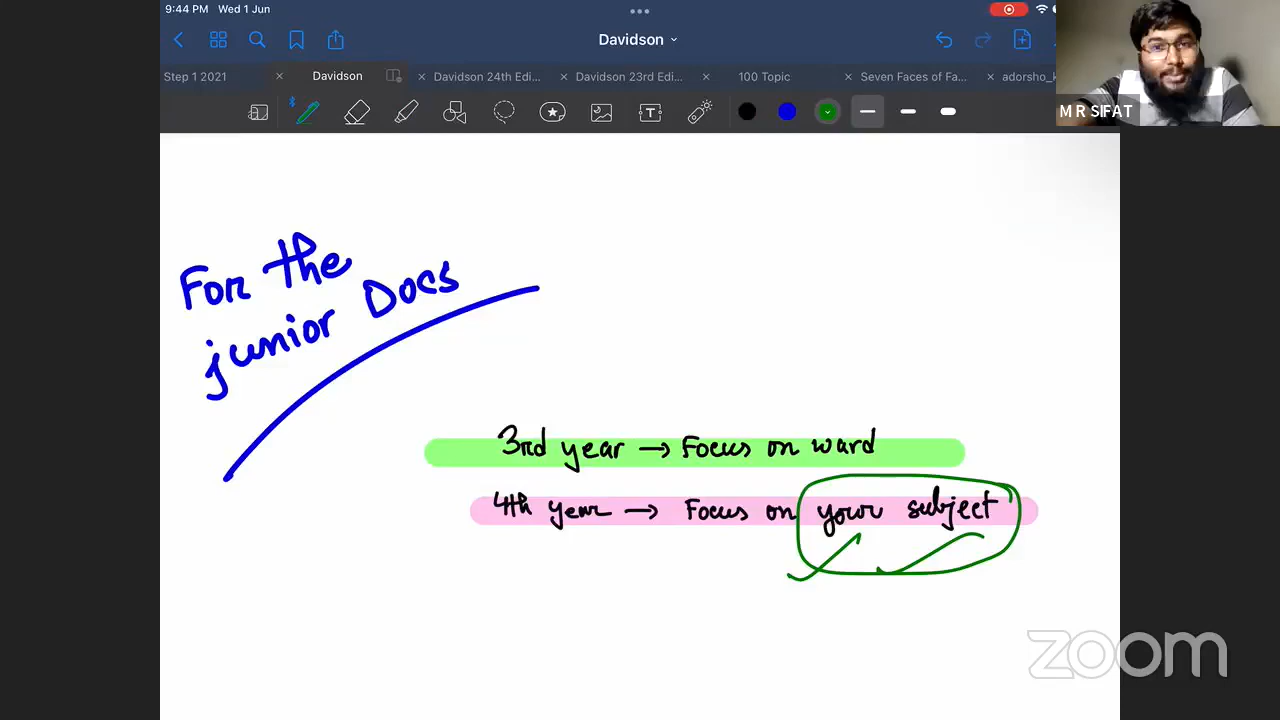 9:44 PM Wed 1 Jun
Davidson
Step 1 2021
Davidson
Davidson 24th Edi...
Davidson 23rd Edi...
100 Topic
Seven Faces of Fa...
adorsho_k
M R SIFAT
For the
junior Docs
3rd year → Focus on ward
4th year → Focus on your subject
zoom